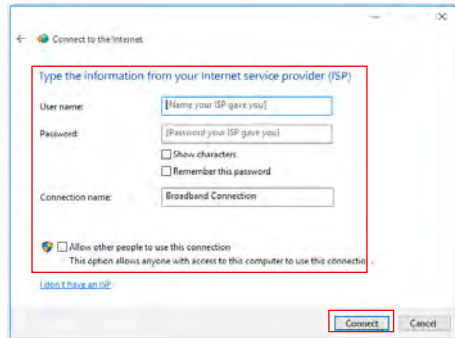 Connect to the Internet
Type the information from your Internet service provider (ISP)
User name:
[Name your ISP gave you]
Password:
[Password your ISP gave you]
Show characters
Remember this password
Connection name:
Broadband Connection
Allow other people to use this connection
This option allows anyone with access to this computer to use this connection.
I don't have an ISP
Connect
Cancel